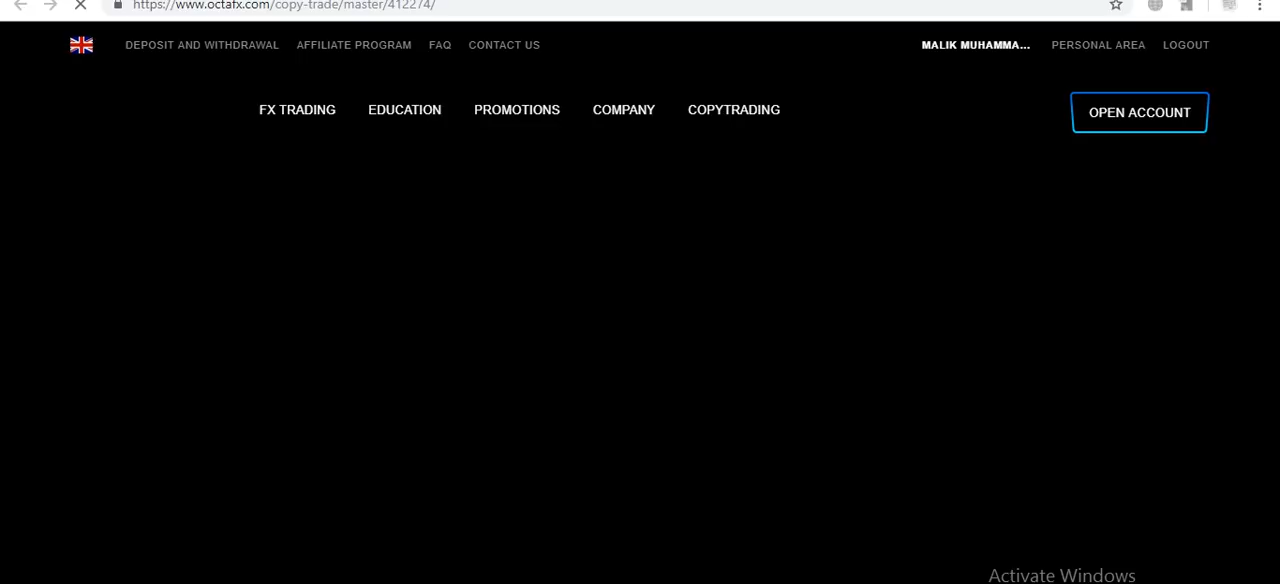 https://www.octafx.com/copy-trade/master/412274/
DEPOSIT AND WITHDRAWAL AFFILIATE PROGRAM FAQ CONTACT US MALIK MUHAMMA... PERSONAL AREA LOGOUT
FX TRADING EDUCATION PROMOTIONS COMPANY COPYTRADING OPEN ACCOUNT
Activate Windows